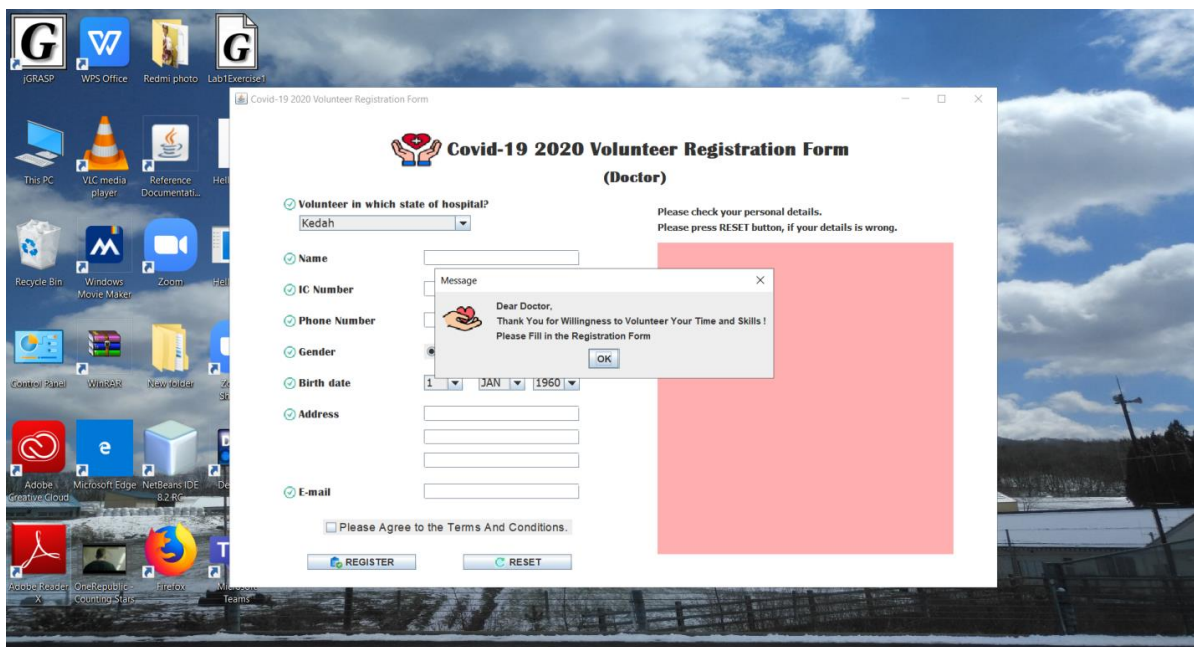 G
W
G
jGRASP
WPS Office
Redmi photo
Lab1Exercise1
Covid-19 2020 Volunteer Registration Form
Covid-19 2020 Volunteer Registration Form
(Doctor)
This PC
VLC media
player
Reference
Documentati...
Hell
Volunteer in which state of hospital?
Kedah
Please check your personal details.
Please press RESET button, if your details is wrong.
Name
Recycle Bin
Windows
Movie Maker
Zoom
Hell
Message
IC Number
Dear Doctor,
Thank You for Willingness to Volunteer Your Time and Skills !
Please Fill in the Registration Form
Phone Number
OK
Gender
Control Panel
WinRAR
New folder
Birth date
1
JAN
1960
Address
Adobe
Creative Cloud
Microsoft Edge
NetBeans IDE
8.2 RC
De
E-mail
Please Agree to the Terms And Conditions.
REGISTER
RESET
Adobe Reader
X
OneRepublic -
Counting Stars
Firefox
Microsoft
Teams